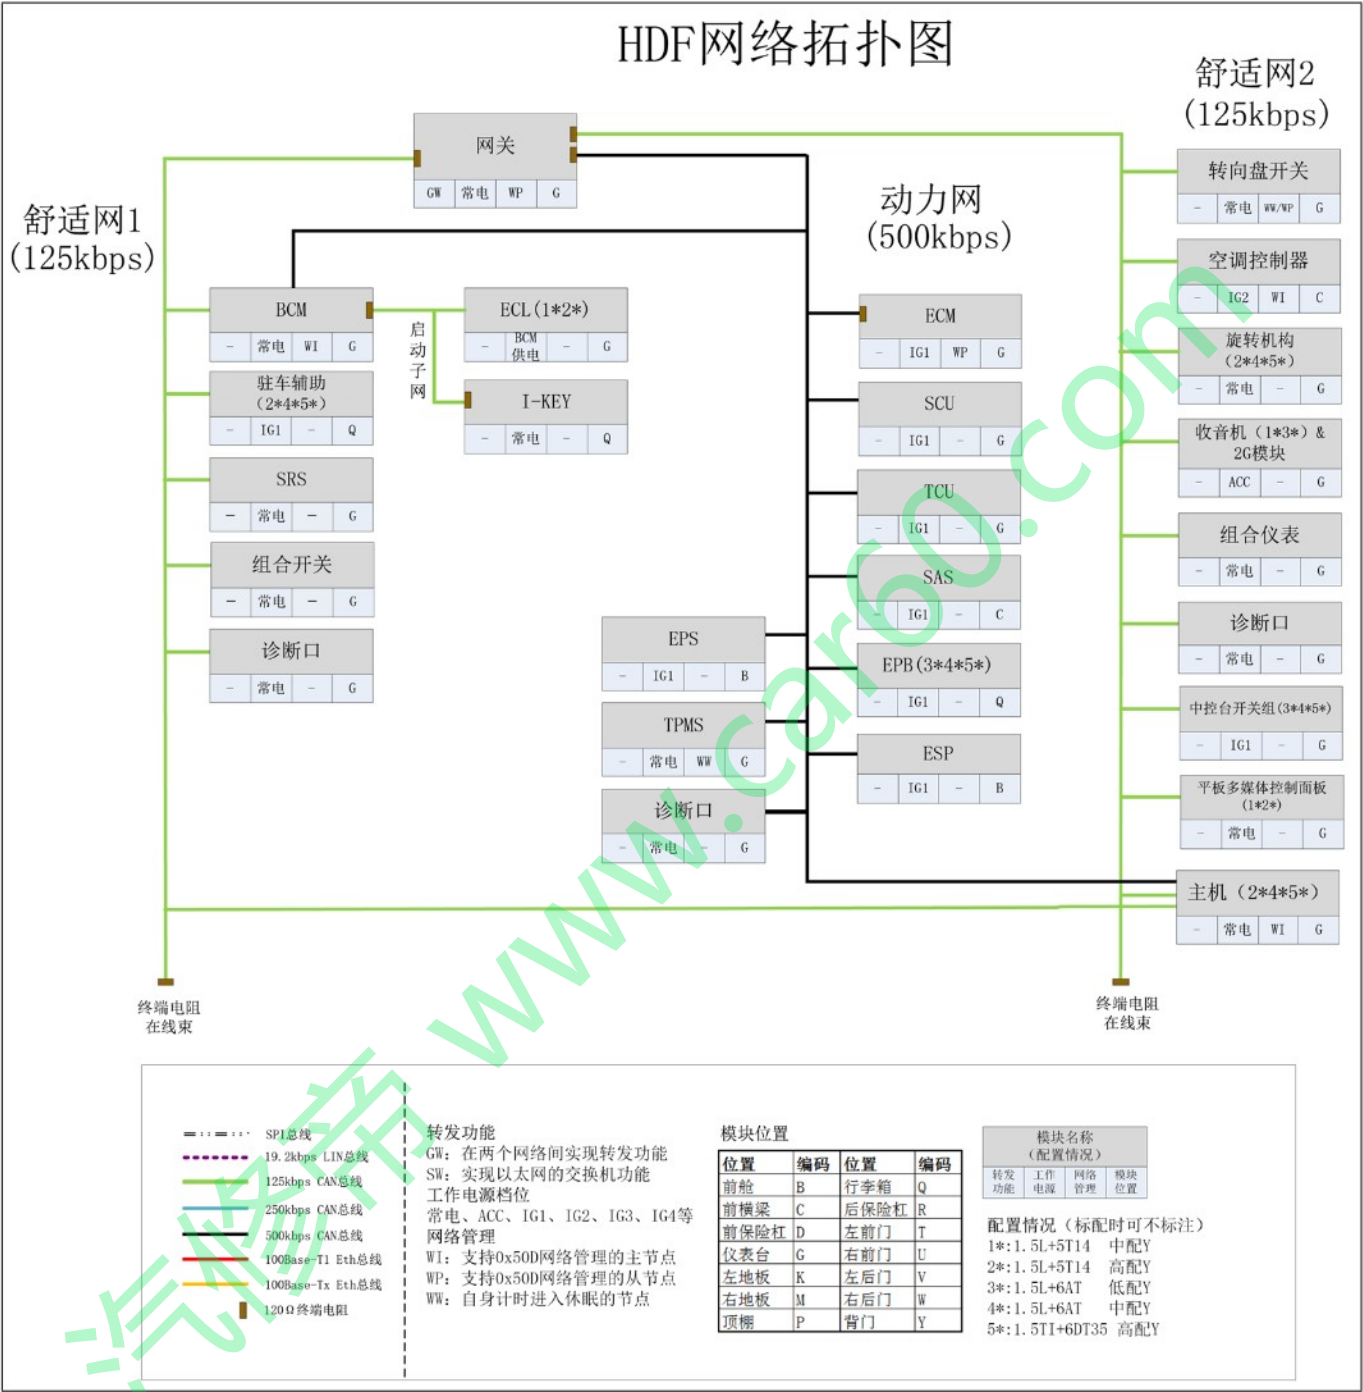 HDF网络拓扑图
舒适网2
(125kbps)
网关
GW 常电 WP G
舒适网1
(125kbps)
动力网
(500kbps)
BCM
- 常电 WI G
驻车辅助
(2*4*5*)
- IG1 - Q
SRS
- 常电 - G
组合开关
- 常电 - G
诊断口
- 常电 - G
启动子网
ECL(1*2*)
- BCM供电 - G
I-KEY
- 常电 - Q
EPS
- IG1 - B
TPMS
- 常电 WW G
诊断口
- 常电 - G
ECM
- IG1 WP G
SCU
- IG1 - G
TCU
- IG1 - G
SAS
- IG1 - C
EPB(3*4*5*)
- IG1 - Q
ESP
- IG1 - B
转向盘开关
- 常电 WW/WP G
空调控制器
- IG2 WI C
旋转机构
(2*4*5*)
- 常电 - G
收音机（1*3*）&
2G模块
- ACC - G
组合仪表
- 常电 - G
诊断口
- 常电 - G
中控台开关组(3*4*5*)
- IG1 - G
平板多媒体控制面板
(1*2*)
- 常电 - G
主机（2*4*5*）
- 常电 WI G
终端电阻
在线束
终端电阻
在线束
SPI总线
19.2kbps LIN总线
125kbps CAN总线
250kbps CAN总线
500kbps CAN总线
100Base-T1 Eth总线
100Base-Tx Eth总线
120Ω终端电阻
转发功能
GW：在两个网络间实现转发功能
SW：实现以太网的交换机功能
工作电源档位
常电、ACC、IG1、IG2、IG3、IG4等
网络管理
WI：支持0x50D网络管理的主节点
WP：支持0x50D网络管理的从节点
WW：自身计时进入休眠的节点
模块位置
位置 编码 位置 编码
前舱 B 行李箱 Q
前横梁 C 后保险杠 R
前保险杠 D 左前门 T
仪表台 G 右前门 U
左地板 K 左后门 V
右地板 M 右后门 W
顶棚 P 背门 Y
模块名称
（配置情况）
转发功能 工作电源 网络管理 模块位置
配置情况（标配时可不标注）
1*:1.5L+5T14 中配Y
2*:1.5L+5T14 高配Y
3*:1.5L+6AT 低配Y
4*:1.5L+6AT 中配Y
5*:1.5TI+6DT35 高配Y
汽修帝 www.car60.com